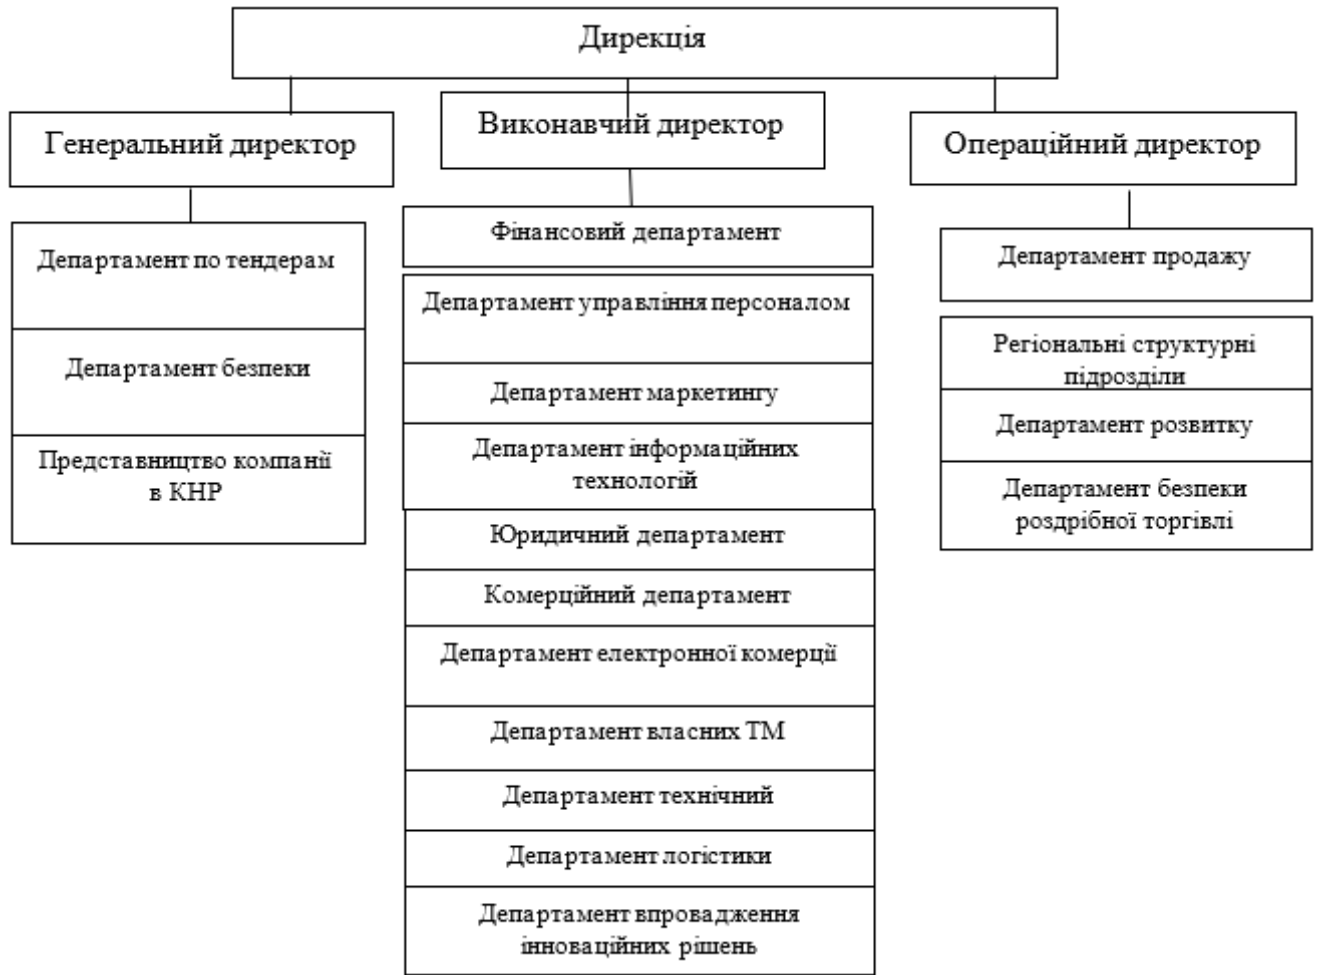 Дирекція
Генеральний директор
Департамент по тендерам
Департамент безпеки
Представництво компанії
в КНР
Виконавчий директор
Фінансовий департамент
Департамент управління персоналом
Департамент маркетингу
Департамент інформаційних
технологій
Юридичний департамент
Комерційний департамент
Департамент електронної комерції
Департамент власних ТМ
Департамент технічний
Департамент логістики
Департамент впровадження
інноваційних рішень
Операційний директор
Департамент продажу
Регіональні структурні
підрозділи
Департамент розвитку
Департамент безпеки
роздрібної торгівлі